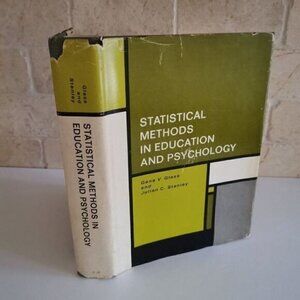 Glass
and
Stanley
STATISTICAL METHODS IN
EDUCATION AND PSYCHOLOGY
STATISTICAL
METHODS
IN EDUCATION
AND PSYCHOLOGY
Gene V Glass
and
Julian C. Stanley